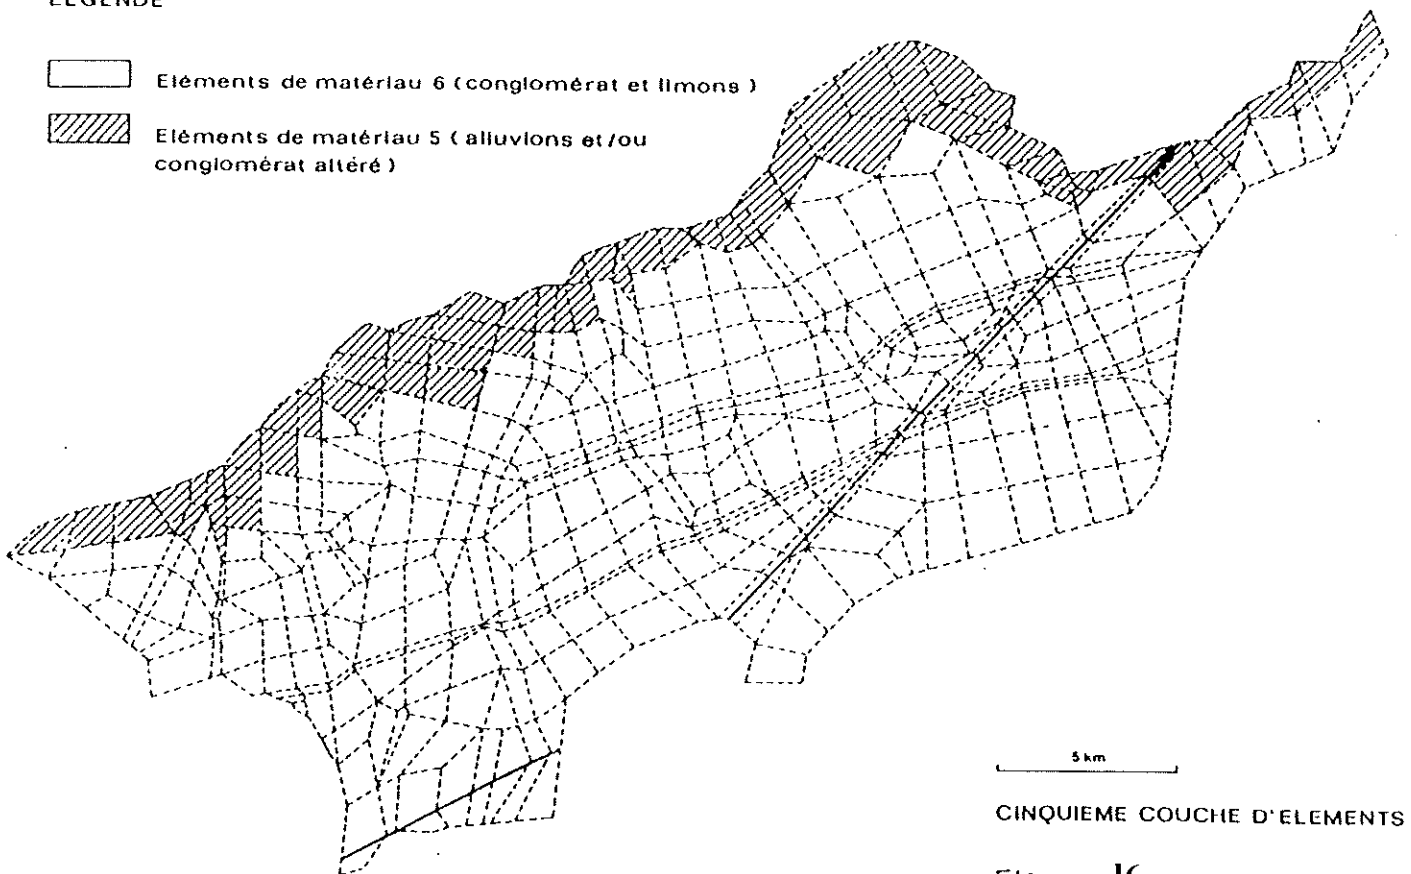 LEGENDE
Eléments de matériau 6 (conglomérat et limons)
Eléments de matériau 5 (alluvions et/ou
conglomérat altéré)
5 km
CINQUIEME COUCHE D'ELEMENTS